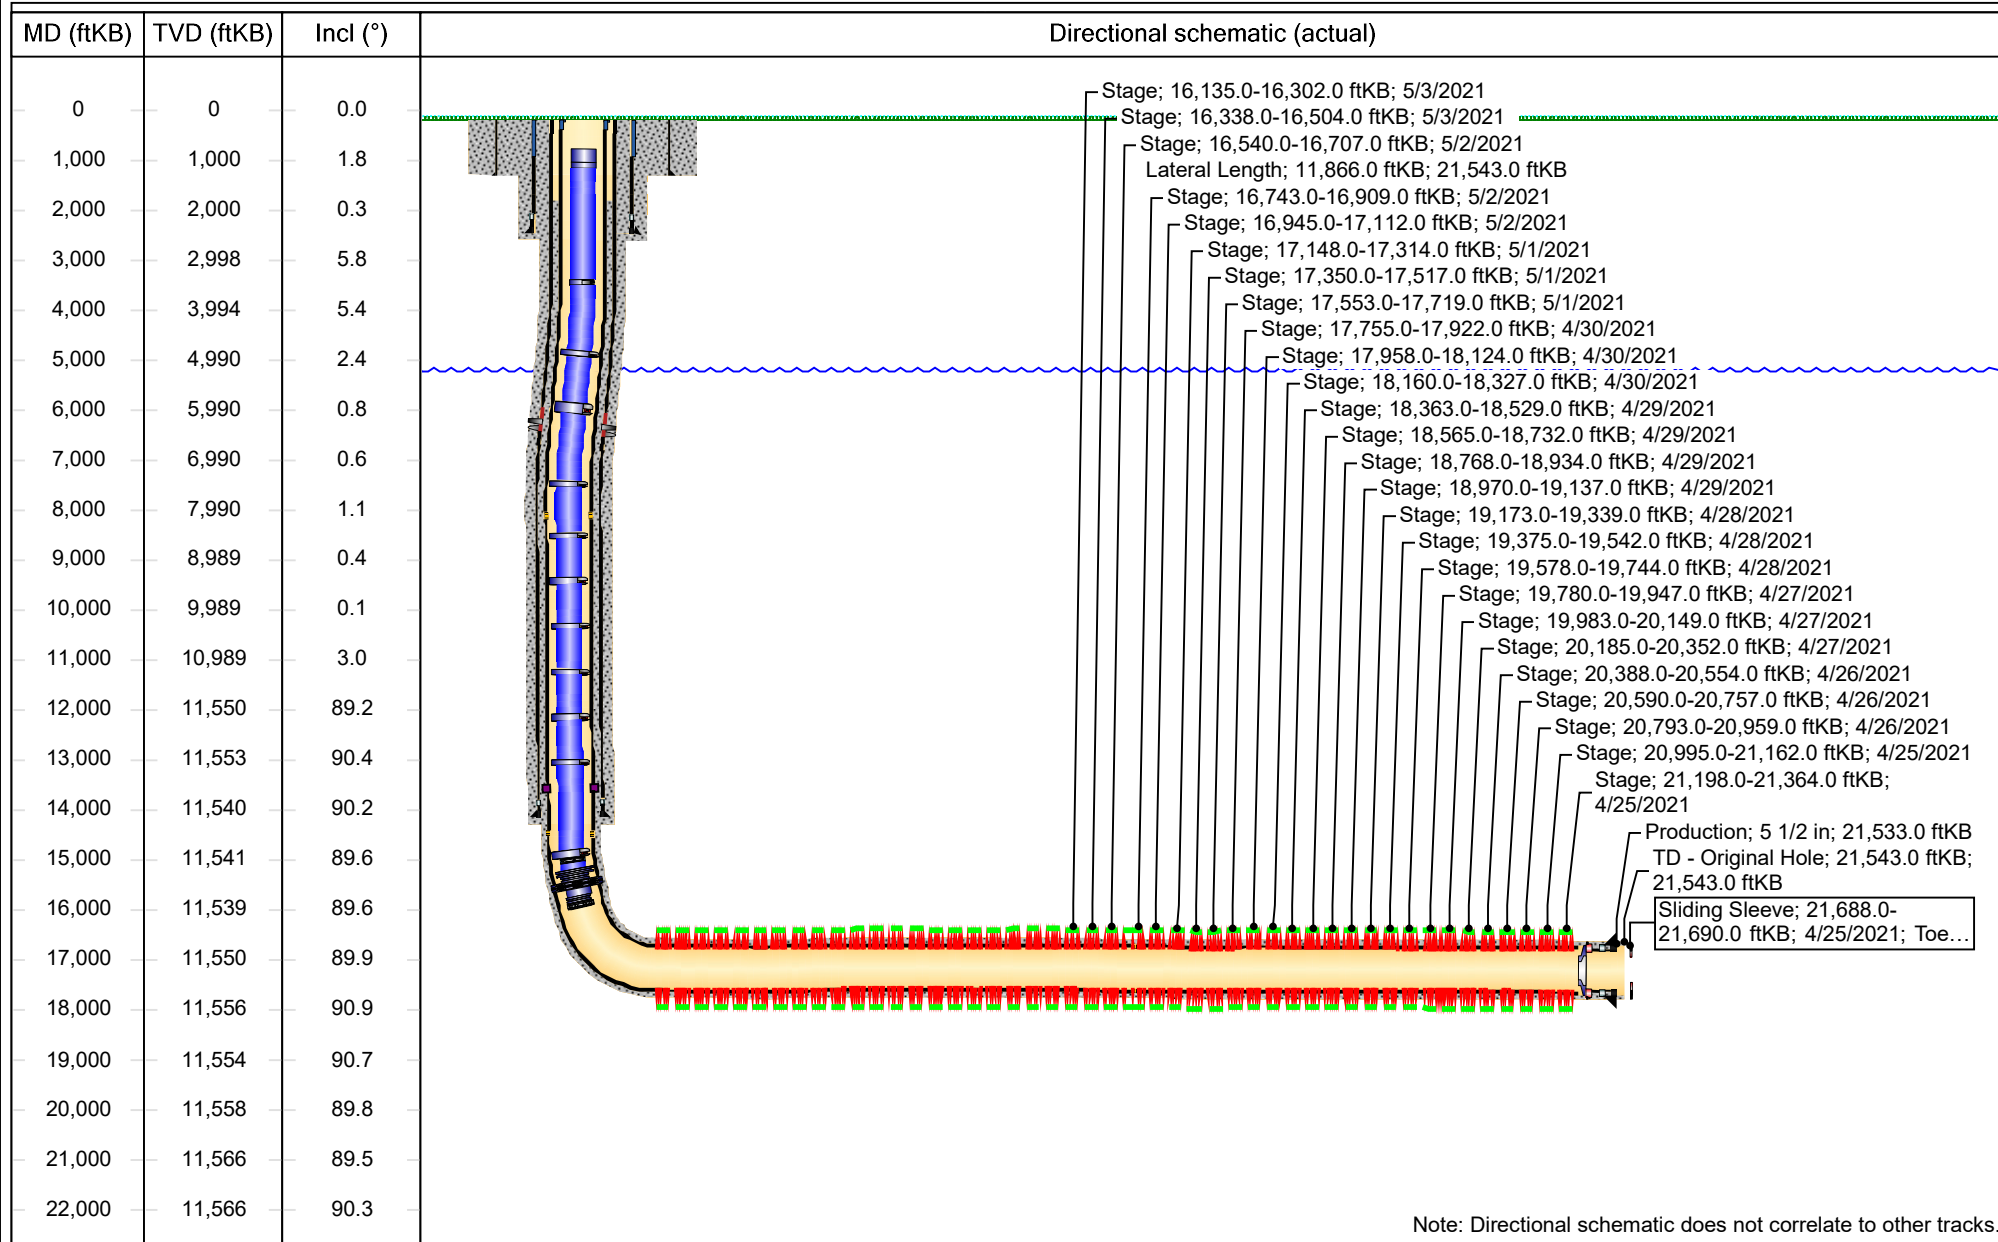 MD (ftKB) TVD (ftKB) Incl (°) Directional schematic (actual)
0 0 0.0
1,000 1,000 1.8
2,000 2,000 0.3
3,000 2,998 5.8
4,000 3,994 5.4
5,000 4,990 2.4
6,000 5,990 0.8
7,000 6,990 0.6
8,000 7,990 1.1
9,000 8,989 0.4
10,000 9,989 0.1
11,000 10,989 3.0
12,000 11,550 89.2
13,000 11,553 90.4
14,000 11,540 90.2
15,000 11,541 89.6
16,000 11,539 89.6
17,000 11,550 89.9
18,000 11,556 90.9
19,000 11,554 90.7
20,000 11,558 89.8
21,000 11,566 89.5
22,000 11,566 90.3
Stage; 16,135.0-16,302.0 ftKB; 5/3/2021
Stage; 16,338.0-16,504.0 ftKB; 5/3/2021
Stage; 16,540.0-16,707.0 ftKB; 5/2/2021
Lateral Length; 11,866.0 ftKB; 21,543.0 ftKB
Stage; 16,743.0-16,909.0 ftKB; 5/2/2021
Stage; 16,945.0-17,112.0 ftKB; 5/2/2021
Stage; 17,148.0-17,314.0 ftKB; 5/1/2021
Stage; 17,350.0-17,517.0 ftKB; 5/1/2021
Stage; 17,553.0-17,719.0 ftKB; 5/1/2021
Stage; 17,755.0-17,922.0 ftKB; 4/30/2021
Stage; 17,958.0-18,124.0 ftKB; 4/30/2021
Stage; 18,160.0-18,327.0 ftKB; 4/30/2021
Stage; 18,363.0-18,529.0 ftKB; 4/29/2021
Stage; 18,565.0-18,732.0 ftKB; 4/29/2021
Stage; 18,768.0-18,934.0 ftKB; 4/29/2021
Stage; 18,970.0-19,137.0 ftKB; 4/29/2021
Stage; 19,173.0-19,339.0 ftKB; 4/28/2021
Stage; 19,375.0-19,542.0 ftKB; 4/28/2021
Stage; 19,578.0-19,744.0 ftKB; 4/28/2021
Stage; 19,780.0-19,947.0 ftKB; 4/27/2021
Stage; 19,983.0-20,149.0 ftKB; 4/27/2021
Stage; 20,185.0-20,352.0 ftKB; 4/27/2021
Stage; 20,388.0-20,554.0 ftKB; 4/26/2021
Stage; 20,590.0-20,757.0 ftKB; 4/26/2021
Stage; 20,793.0-20,959.0 ftKB; 4/26/2021
Stage; 20,995.0-21,162.0 ftKB; 4/25/2021
Stage; 21,198.0-21,364.0 ftKB;
4/25/2021
Production; 5 1/2 in; 21,533.0 ftKB
TD - Original Hole; 21,543.0 ftKB;
21,543.0 ftKB
Sliding Sleeve; 21,688.0-
21,690.0 ftKB; 4/25/2021; Toe...
Note: Directional schematic does not correlate to other tracks.